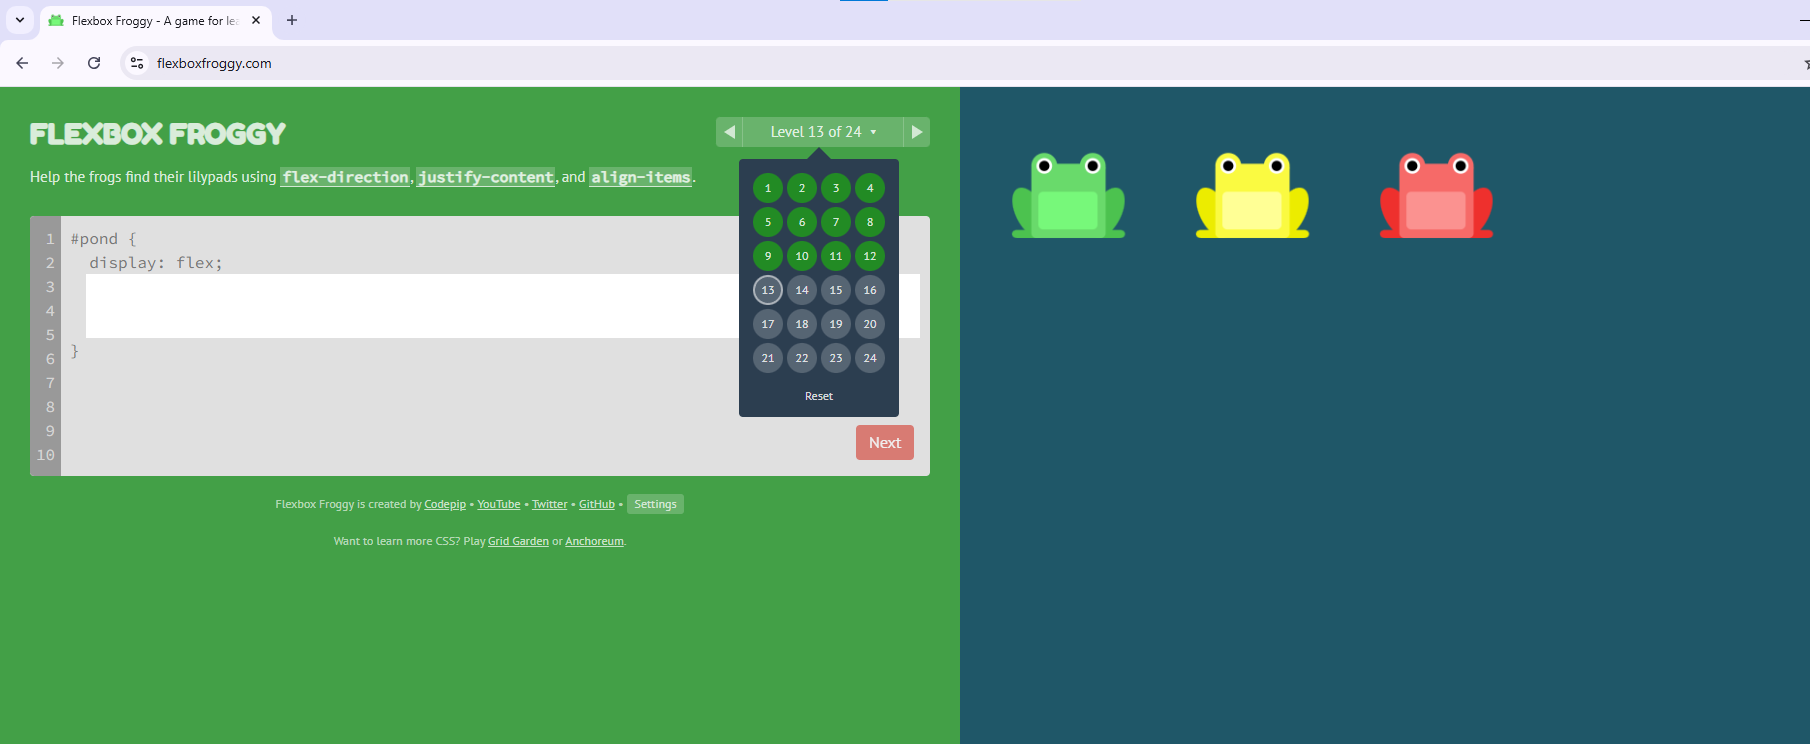 Flexbox Froggy - A game for le
flexboxfroggy.com
FLEXBOX FROGGY
Level 13 of 24
Help the frogs find their lilypads using flex-direction, justify-content, and align-items.
1 2 3 4
5 6 7 8
9 10 11 12
13 14 15 16
17 18 19 20
21 22 23 24
Reset
1 #pond {
2 display: flex;
3
4
5
6 }
7
8
9
10
Next
Flexbox Froggy is created by Codepip • YouTube • Twitter • GitHub • Settings
Want to learn more CSS? Play Grid Garden or Anchoreum.